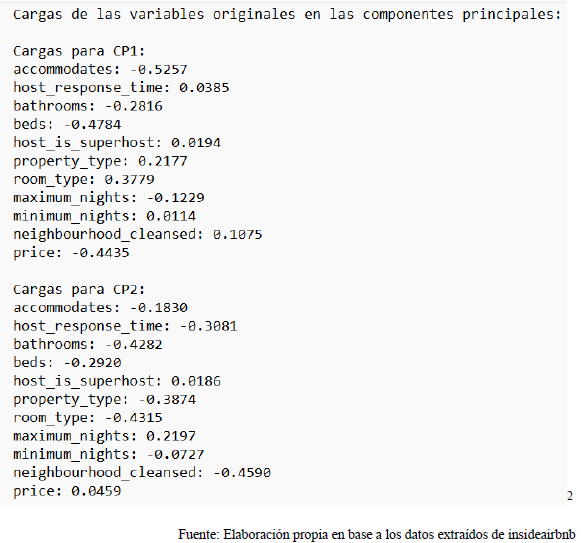 Cargas de las variables originales en las componentes principales:
Cargas para CP1:
accommodates: -0.5257
host_response_time: 0.0385
bathrooms: -0.2816
beds: -0.4784
host_is_superhost: 0.0194
property_type: 0.2177
room_type: 0.3779
maximum_nights: -0.1229
minimum_nights: 0.0114
neighbourhood_cleansed: 0.1075
price: -0.4435
Cargas para CP2:
accommodates: -0.1830
host_response_time: -0.3081
bathrooms: -0.4282
beds: -0.2920
host_is_superhost: 0.0186
property_type: -0.3874
room_type: -0.4315
maximum_nights: 0.2197
minimum_nights: -0.0727
neighbourhood_cleansed: -0.4590
price: 0.0459
2
Fuente: Elaboración propia en base a los datos extraídos de insideairbnb